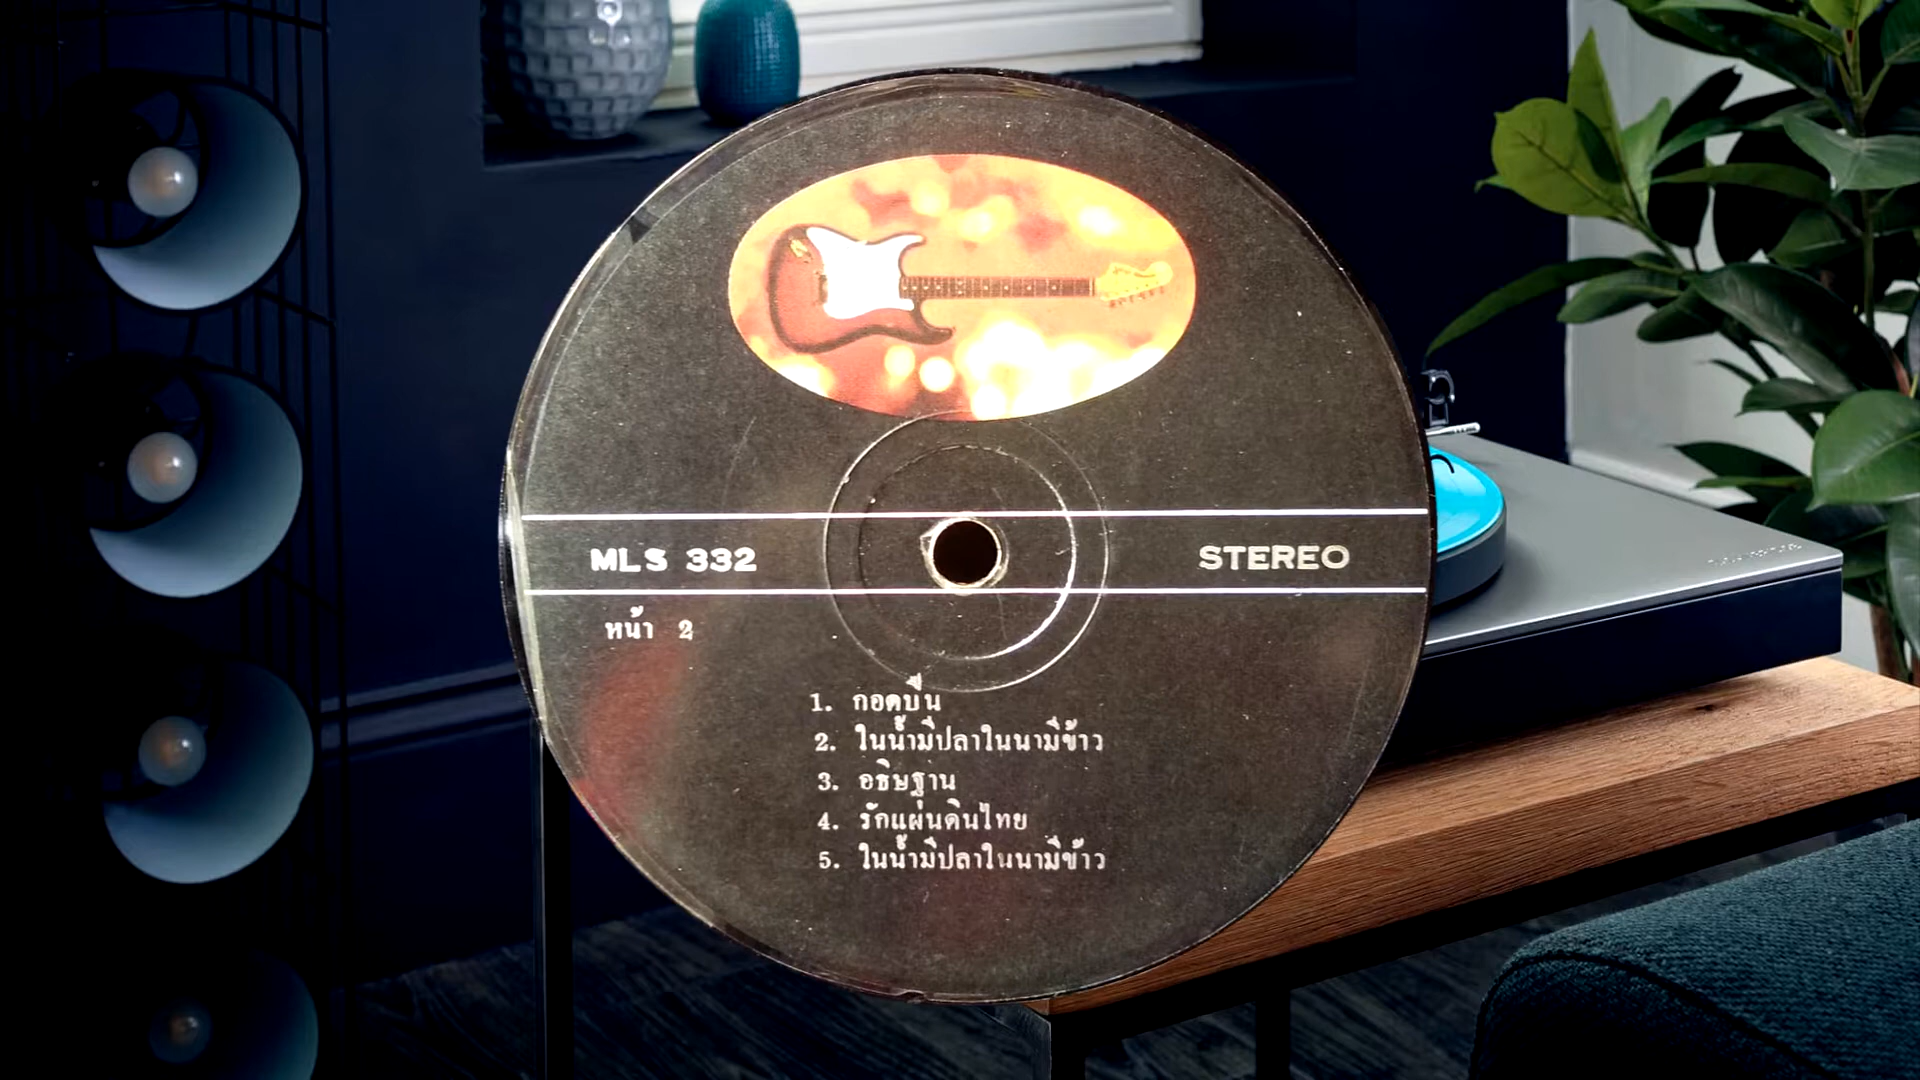 MLS 332
STEREO
หน้า 2
1. กอดปืน
2. ในน้ำมีปลาในนามีข้าว
3. อธิษฐาน
4. รักแผ่นดินไทย
5. ในน้ำมีปลาในนามีข้าว